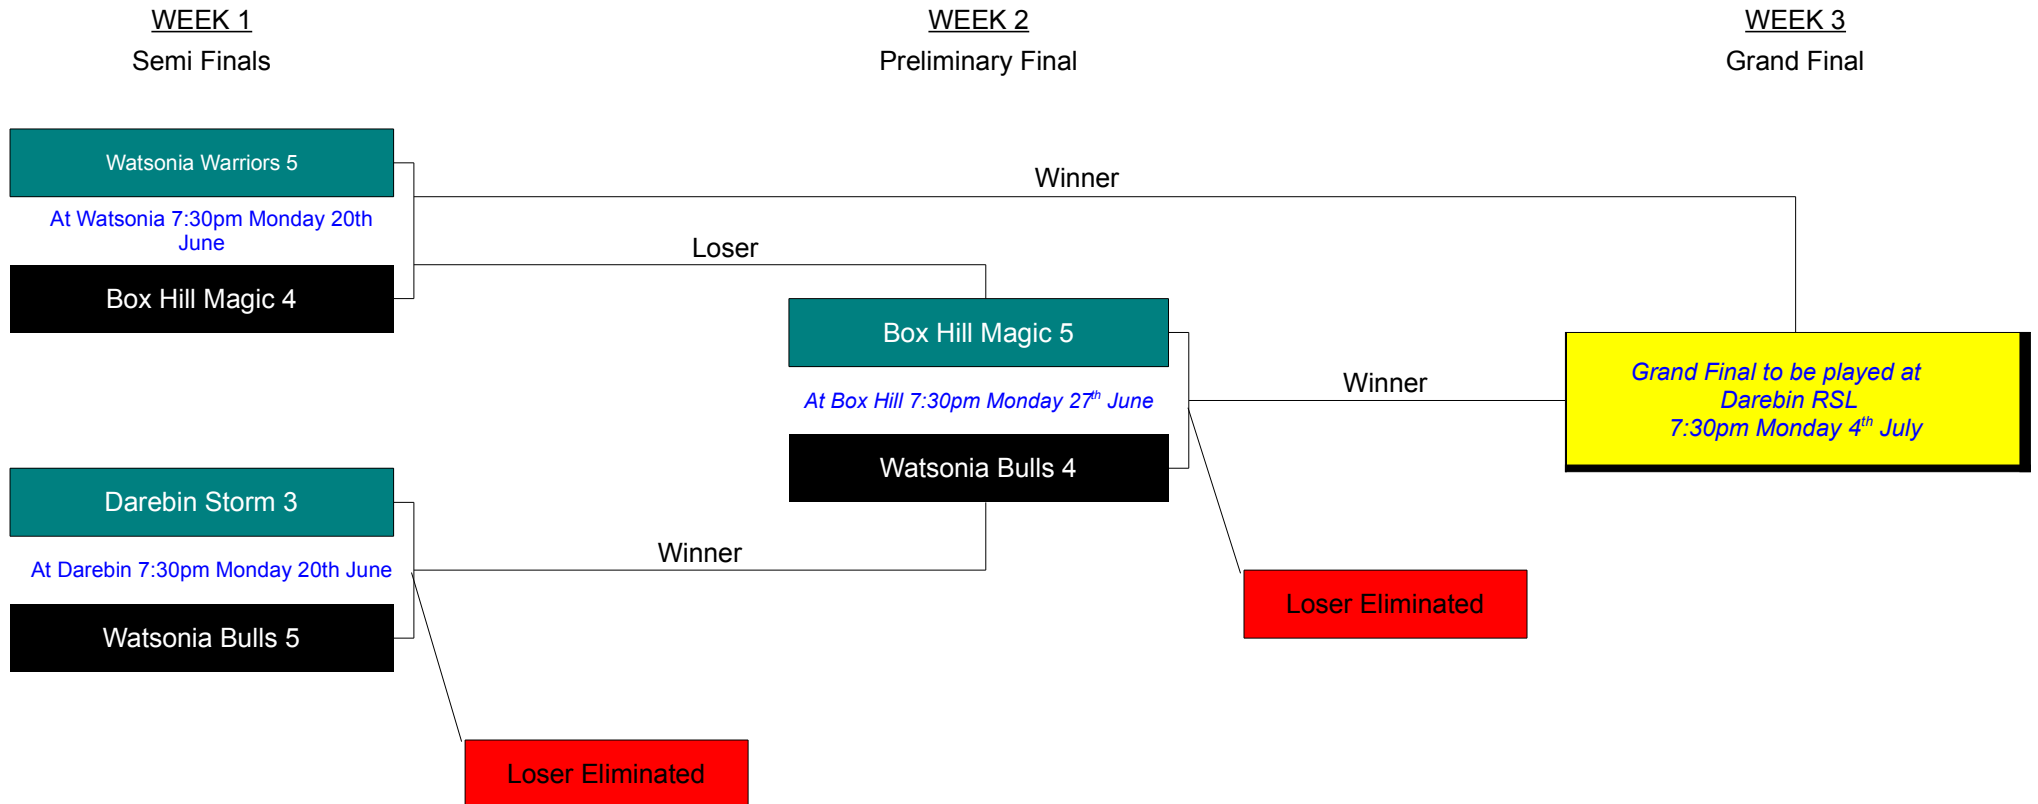 WEEK 1
Semi Finals
WEEK 2
Preliminary Final
WEEK 3
Grand Final
Watsonia Warriors 5
At Watsonia 7:30pm Monday 20th
June
Box Hill Magic 4
Winner
Loser
Box Hill Magic 5
At Box Hill 7:30pm Monday 27th June
Watsonia Bulls 4
Winner
Grand Final to be played at
Darebin RSL
7:30pm Monday 4th July
Darebin Storm 3
At Darebin 7:30pm Monday 20th June
Watsonia Bulls 5
Winner
Loser Eliminated
Loser Eliminated